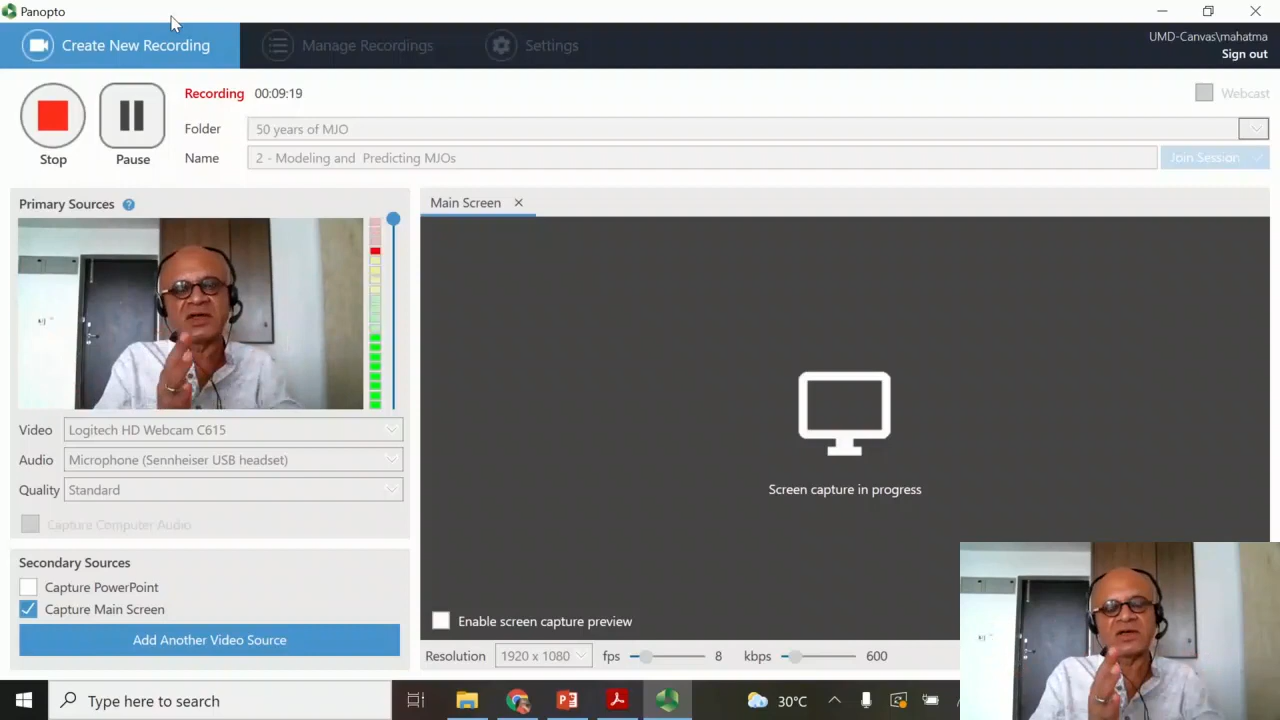 Panopto
Create New Recording
Manage Recordings
Settings
UMD-Canvas\mahatma
Sign out
Recording 00:09:19
Webcast
Folder 50 years of MJO
Name 2 - Modeling and Predicting MJOs
Join Session
Stop
Pause
Primary Sources
Main Screen
Video Logitech HD Webcam C615
Audio Microphone (Sennheiser USB headset)
Quality Standard
Capture Computer Audio
Screen capture in progress
Secondary Sources
Capture PowerPoint
Capture Main Screen
Add Another Video Source
Enable screen capture preview
Resolution 1920 x 1080 fps 8 kbps 600
Type here to search
30°C